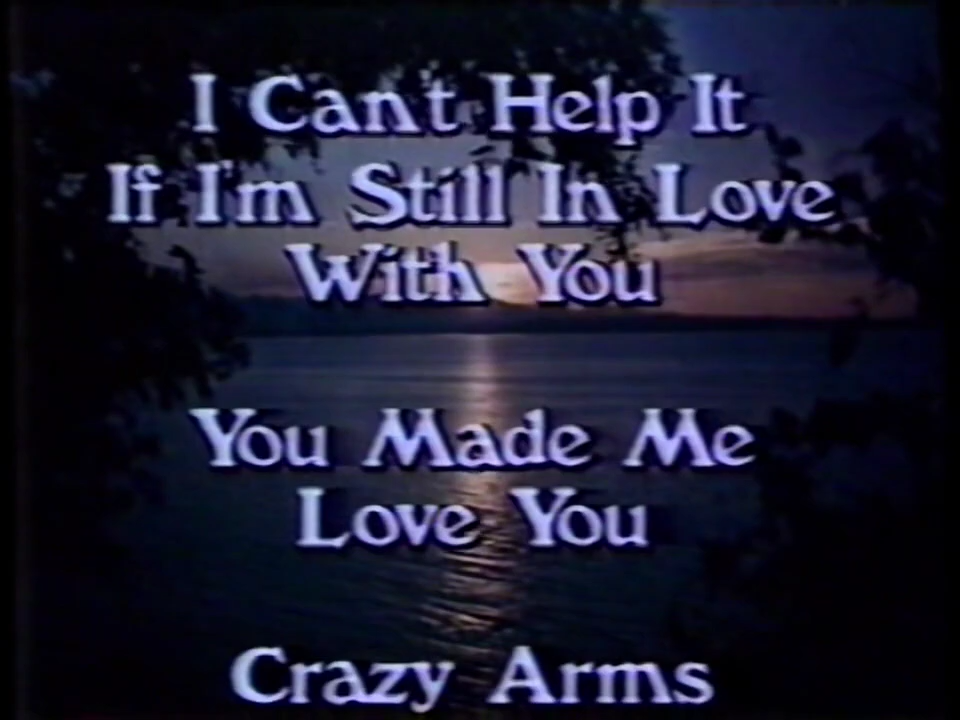 I Can't Help It
If I'm Still In Love
With You
You Made Me
Love You
Crazy Arms